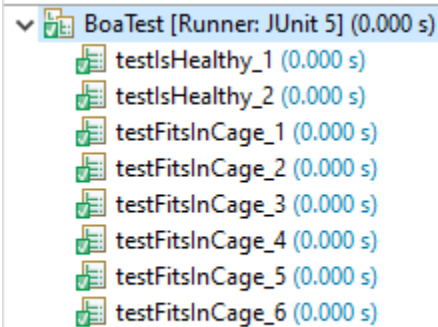 BoaTest [Runner: JUnit 5] (0.000 s)
testIsHealthy_1 (0.000 s)
testIsHealthy_2 (0.000 s)
testFitsInCage_1 (0.000 s)
testFitsInCage_2 (0.000 s)
testFitsInCage_3 (0.000 s)
testFitsInCage_4 (0.000 s)
testFitsInCage_5 (0.000 s)
testFitsInCage_6 (0.000 s)